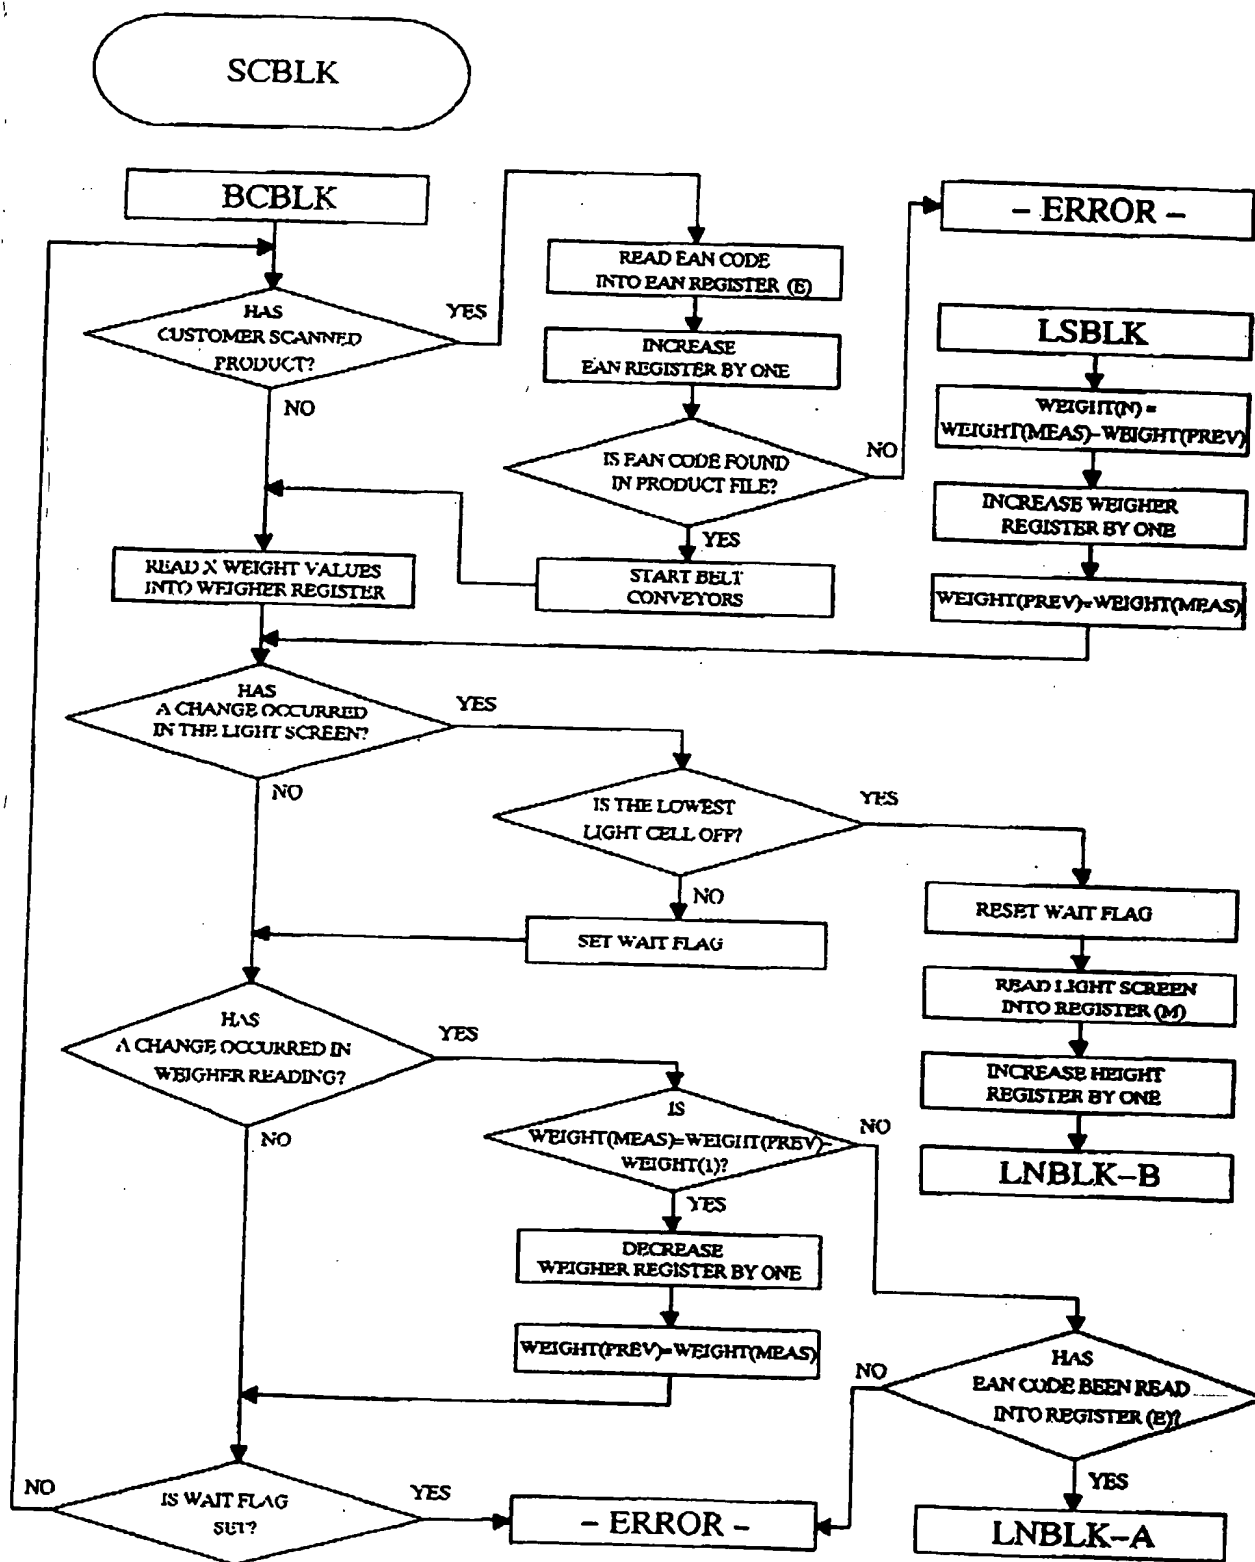 SCBLK
BCBLK
HAS
CUSTOMER SCANNED
PRODUCT?
YES
NO
READ EAN CODE
INTO EAN REGISTER (E)
INCREASE
EAN REGISTER BY ONE
IS EAN CODE FOUND
IN PRODUCT FILE?
NO
YES
START BELT
CONVEYORS
- ERROR -
LSBLK
WEIGHT(N) =
WEIGHT(MEAS)-WEIGHT(PREV)
INCREASE WEIGHER
REGISTER BY ONE
WEIGHT(PREV)=WEIGHT(MEAS)
READ X WEIGHT VALUES
INTO WEIGHER REGISTER
HAS
A CHANGE OCCURRED
IN THE LIGHT SCREEN?
YES
NO
IS THE LOWEST
LIGHT CELL OFF?
YES
NO
SET WAIT FLAG
RESET WAIT FLAG
READ LIGHT SCREEN
INTO REGISTER (M)
INCREASE HEIGHT
REGISTER BY ONE
LNBLK-B
HAS
A CHANGE OCCURRED IN
WEIGHER READING?
YES
NO
IS
WEIGHT(MEAS)=WEIGHT(PREV)-
WEIGHT(1)?
NO
YES
DECREASE
WEIGHER REGISTER BY ONE
WEIGHT(PREV)=WEIGHT(MEAS)
HAS
EAN CODE BEEN READ
INTO REGISTER (E)?
NO
YES
LNBLK-A
IS WAIT FLAG
SET?
NO
YES
- ERROR -